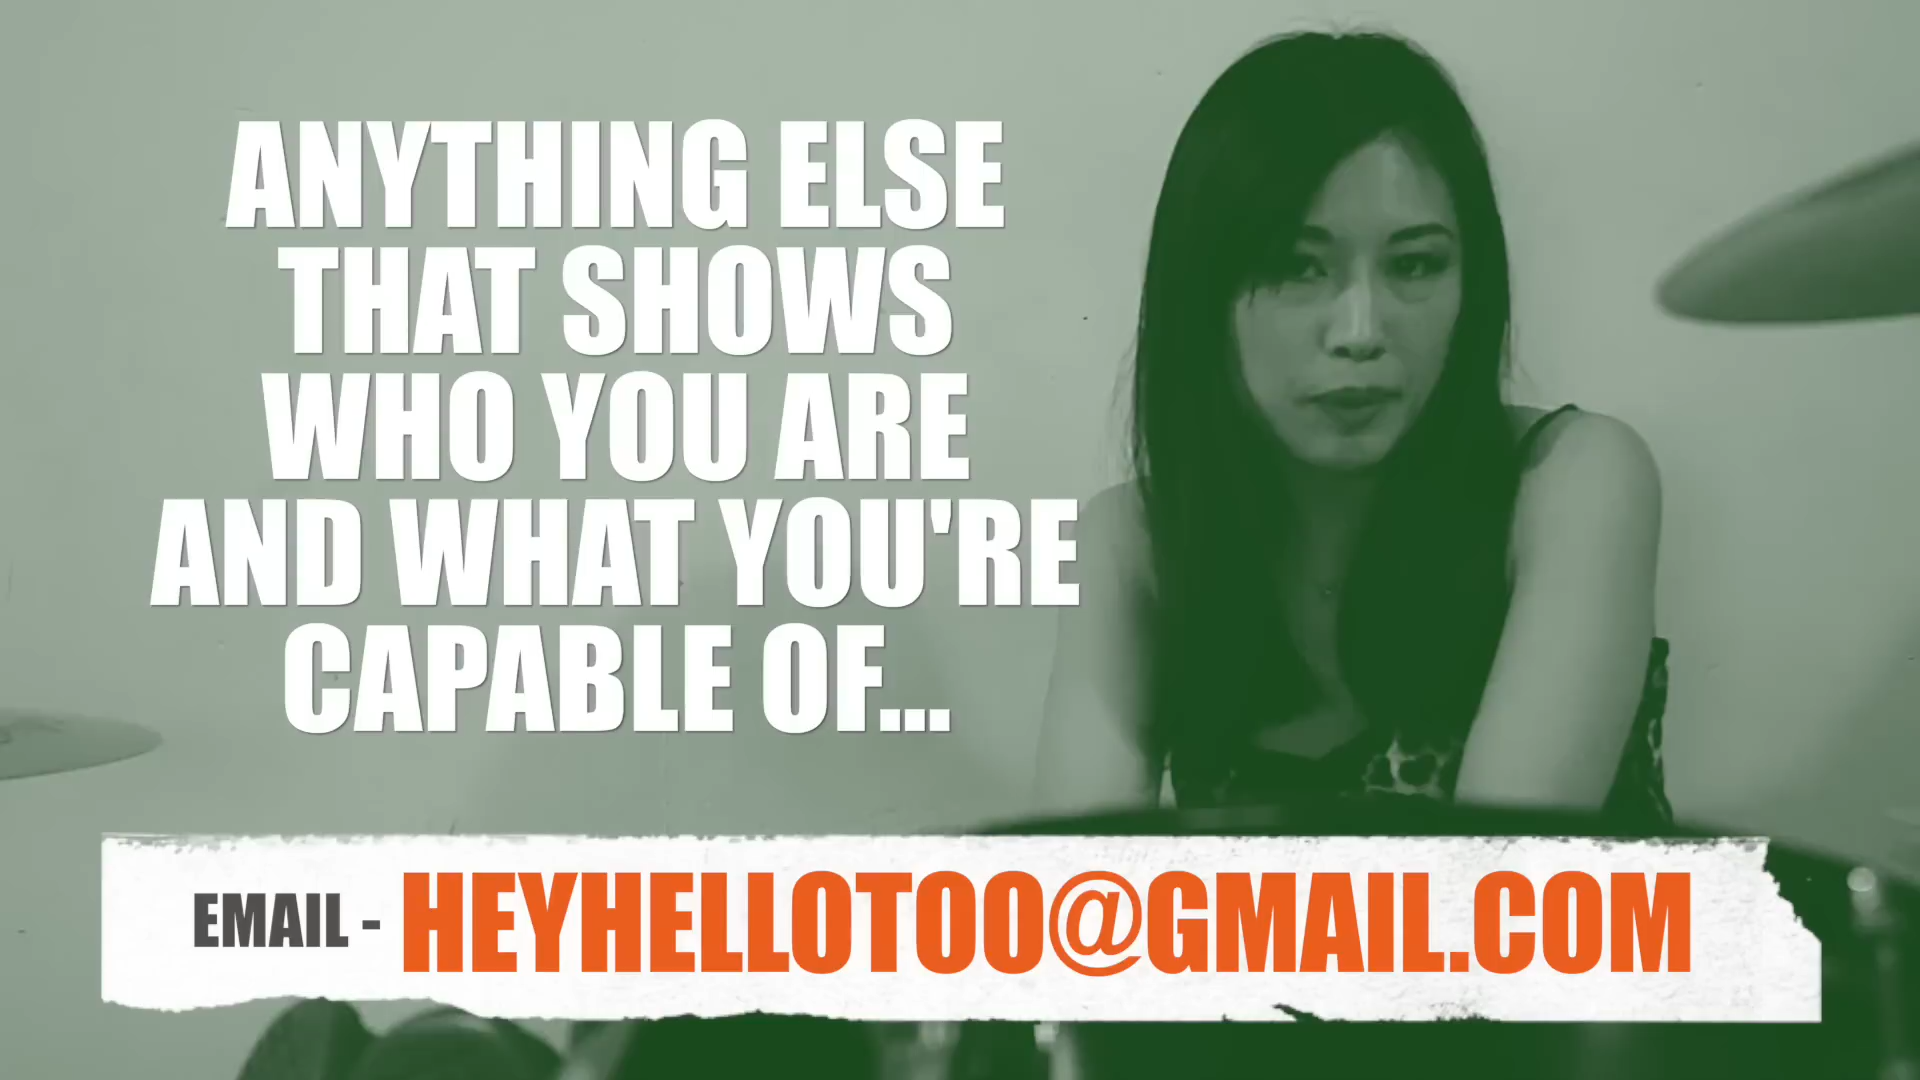 ANYTHING ELSE
THAT SHOWS
WHO YOU ARE
AND WHAT YOU'RE
CAPABLE OF...
EMAIL - HEYHELLOTOO@GMAIL.COM